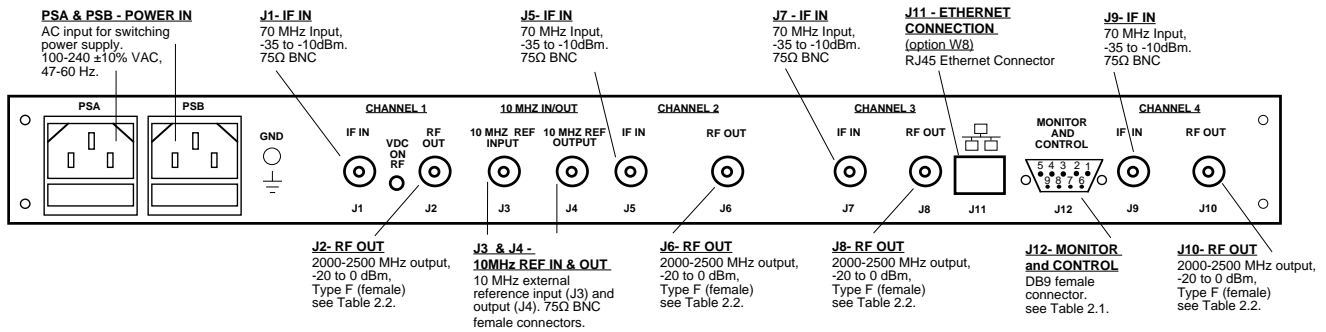 PSA & PSB - POWER IN
AC input for switching
power supply.
100-240 ±10% VAC,
47-60 Hz.
J1- IF IN
70 MHz Input,
-35 to -10dBm.
75Ω BNC
J5- IF IN
70 MHz Input,
-35 to -10dBm.
75Ω BNC
J7 - IF IN
70 MHz Input,
-35 to -10dBm.
75Ω BNC
J11 - ETHERNET
CONNECTION
(option W8)
RJ45 Ethernet Connector
J9- IF IN
70 MHz Input,
-35 to -10dBm.
75Ω BNC
PSA
PSB
GND
CHANNEL 1
IF IN
VDC
ON
RF
RF
OUT
J1
J2
10 MHZ IN/OUT
10 MHZ REF
INPUT
10 MHZ REF
OUTPUT
J3
J4
CHANNEL 2
IF IN
RF OUT
J5
J6
CHANNEL 3
IF IN
RF OUT
J7
J8
J11
MONITOR
AND
CONTROL
5 4 3 2 1
9 8 7 6
J12
CHANNEL 4
IF IN
RF OUT
J9
J10
J2- RF OUT
2000-2500 MHz output,
-20 to 0 dBm,
Type F (female)
see Table 2.2.
J3 & J4 -
10MHz REF IN & OUT
10 MHz external
reference input (J3) and
output (J4). 75Ω BNC
female connectors.
J6- RF OUT
2000-2500 MHz output,
-20 to 0 dBm,
Type F (female)
see Table 2.2.
J8- RF OUT
2000-2500 MHz output,
-20 to 0 dBm,
Type F (female)
see Table 2.2.
J12- MONITOR
and CONTROL
DB9 female
connector.
see Table 2.1.
J10- RF OUT
2000-2500 MHz output,
-20 to 0 dBm,
Type F (female)
see Table 2.2.